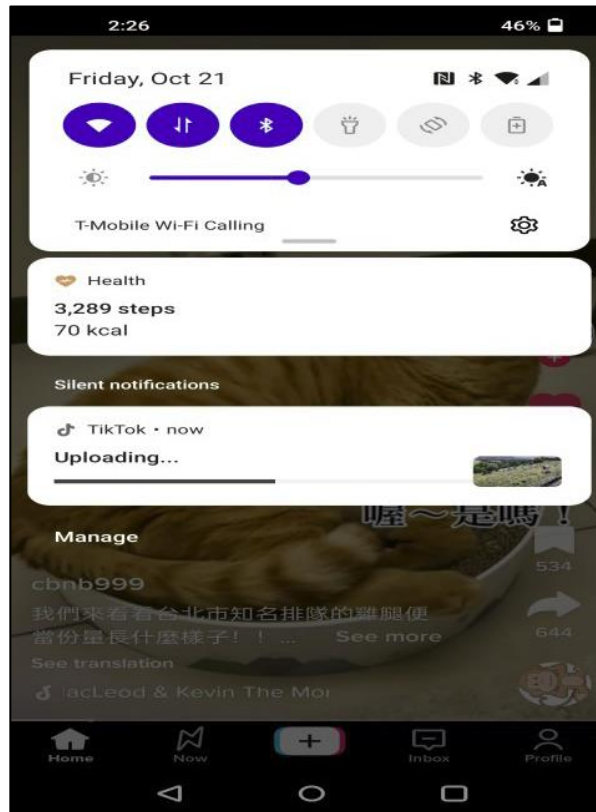 2:26
46%
Friday, Oct 21
T-Mobile Wi-Fi Calling
Health
3,289 steps
70 kcal
Silent notifications
TikTok • now
Uploading...
喔～是嗎！
Manage
534
cbnb999
我們來看看台北市知名排隊的雞腿便
當份量長什麼樣子！！... See more
644
See translation
acLeod & Kevin The Mor
Home
Now
Inbox
Profile